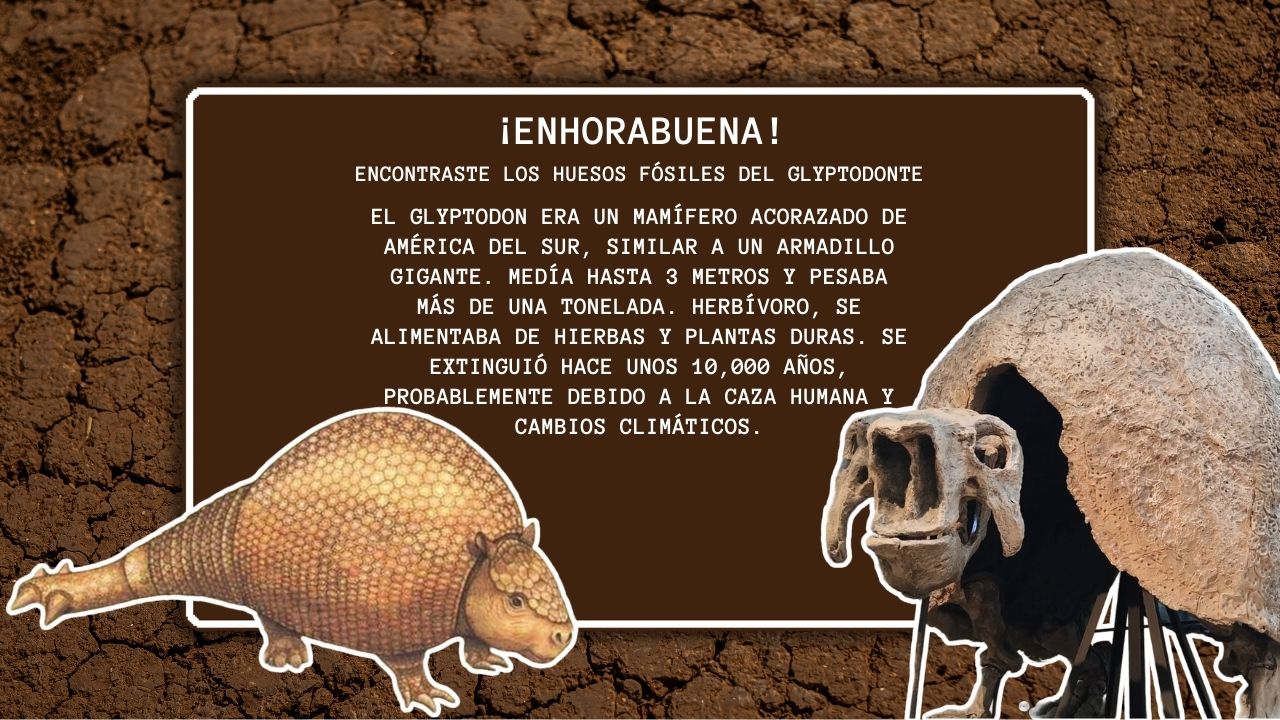 ¡ENHORABUENA!
ENCONTRASTE LOS HUESOS FÓSILES DEL GLYPTODONTE
EL GLYPTODON ERA UN MAMÍFERO ACORAZADO DE
AMÉRICA DEL SUR, SIMILAR A UN ARMADILLO
GIGANTE. MEDÍA HASTA 3 METROS Y PESABA
MÁS DE UNA TONELADA. HERBÍVORO, SE
ALIMENTABA DE HIERBAS Y PLANTAS DURAS. SE
EXTINGUIÓ HACE UNOS 10,000 AÑOS,
PROBABLEMENTE DEBIDO A LA CAZA HUMANA Y
CAMBIOS CLIMÁTICOS.